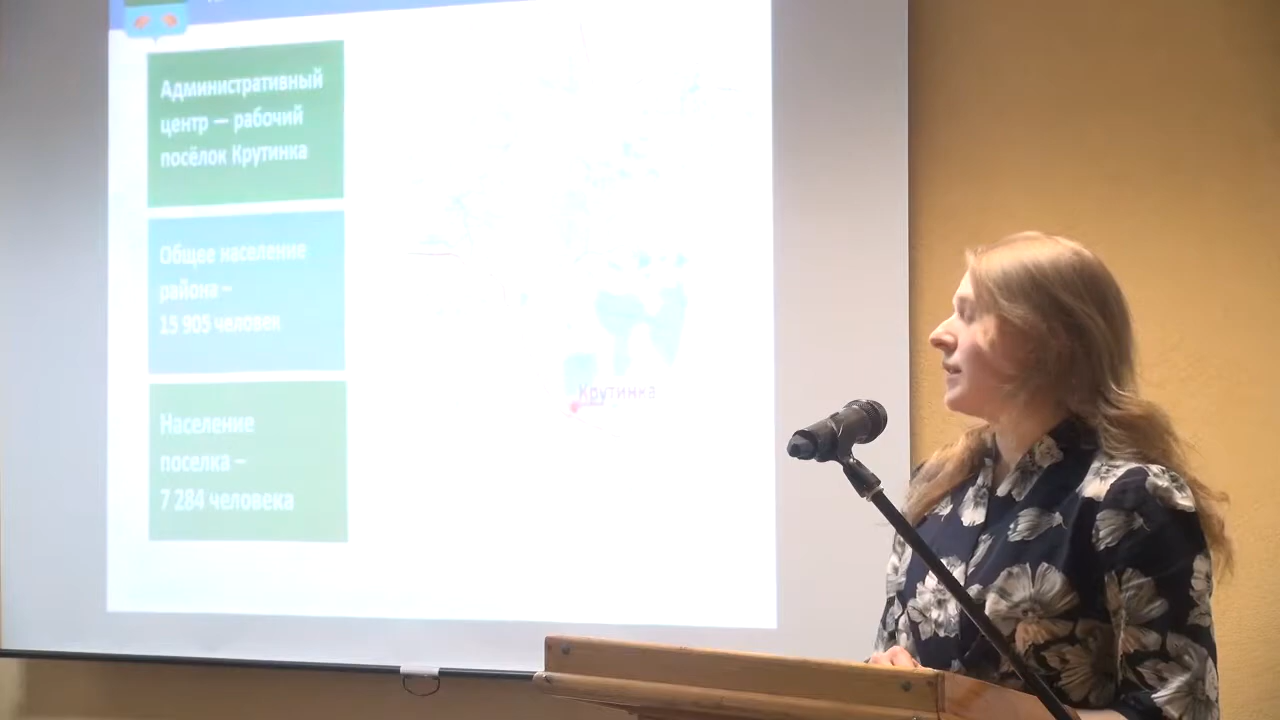 Административный
центр — рабочий
посёлок Крутинка
Общее население
района –
15 905 человек
Население
поселка –
7 284 человека
Крутинка